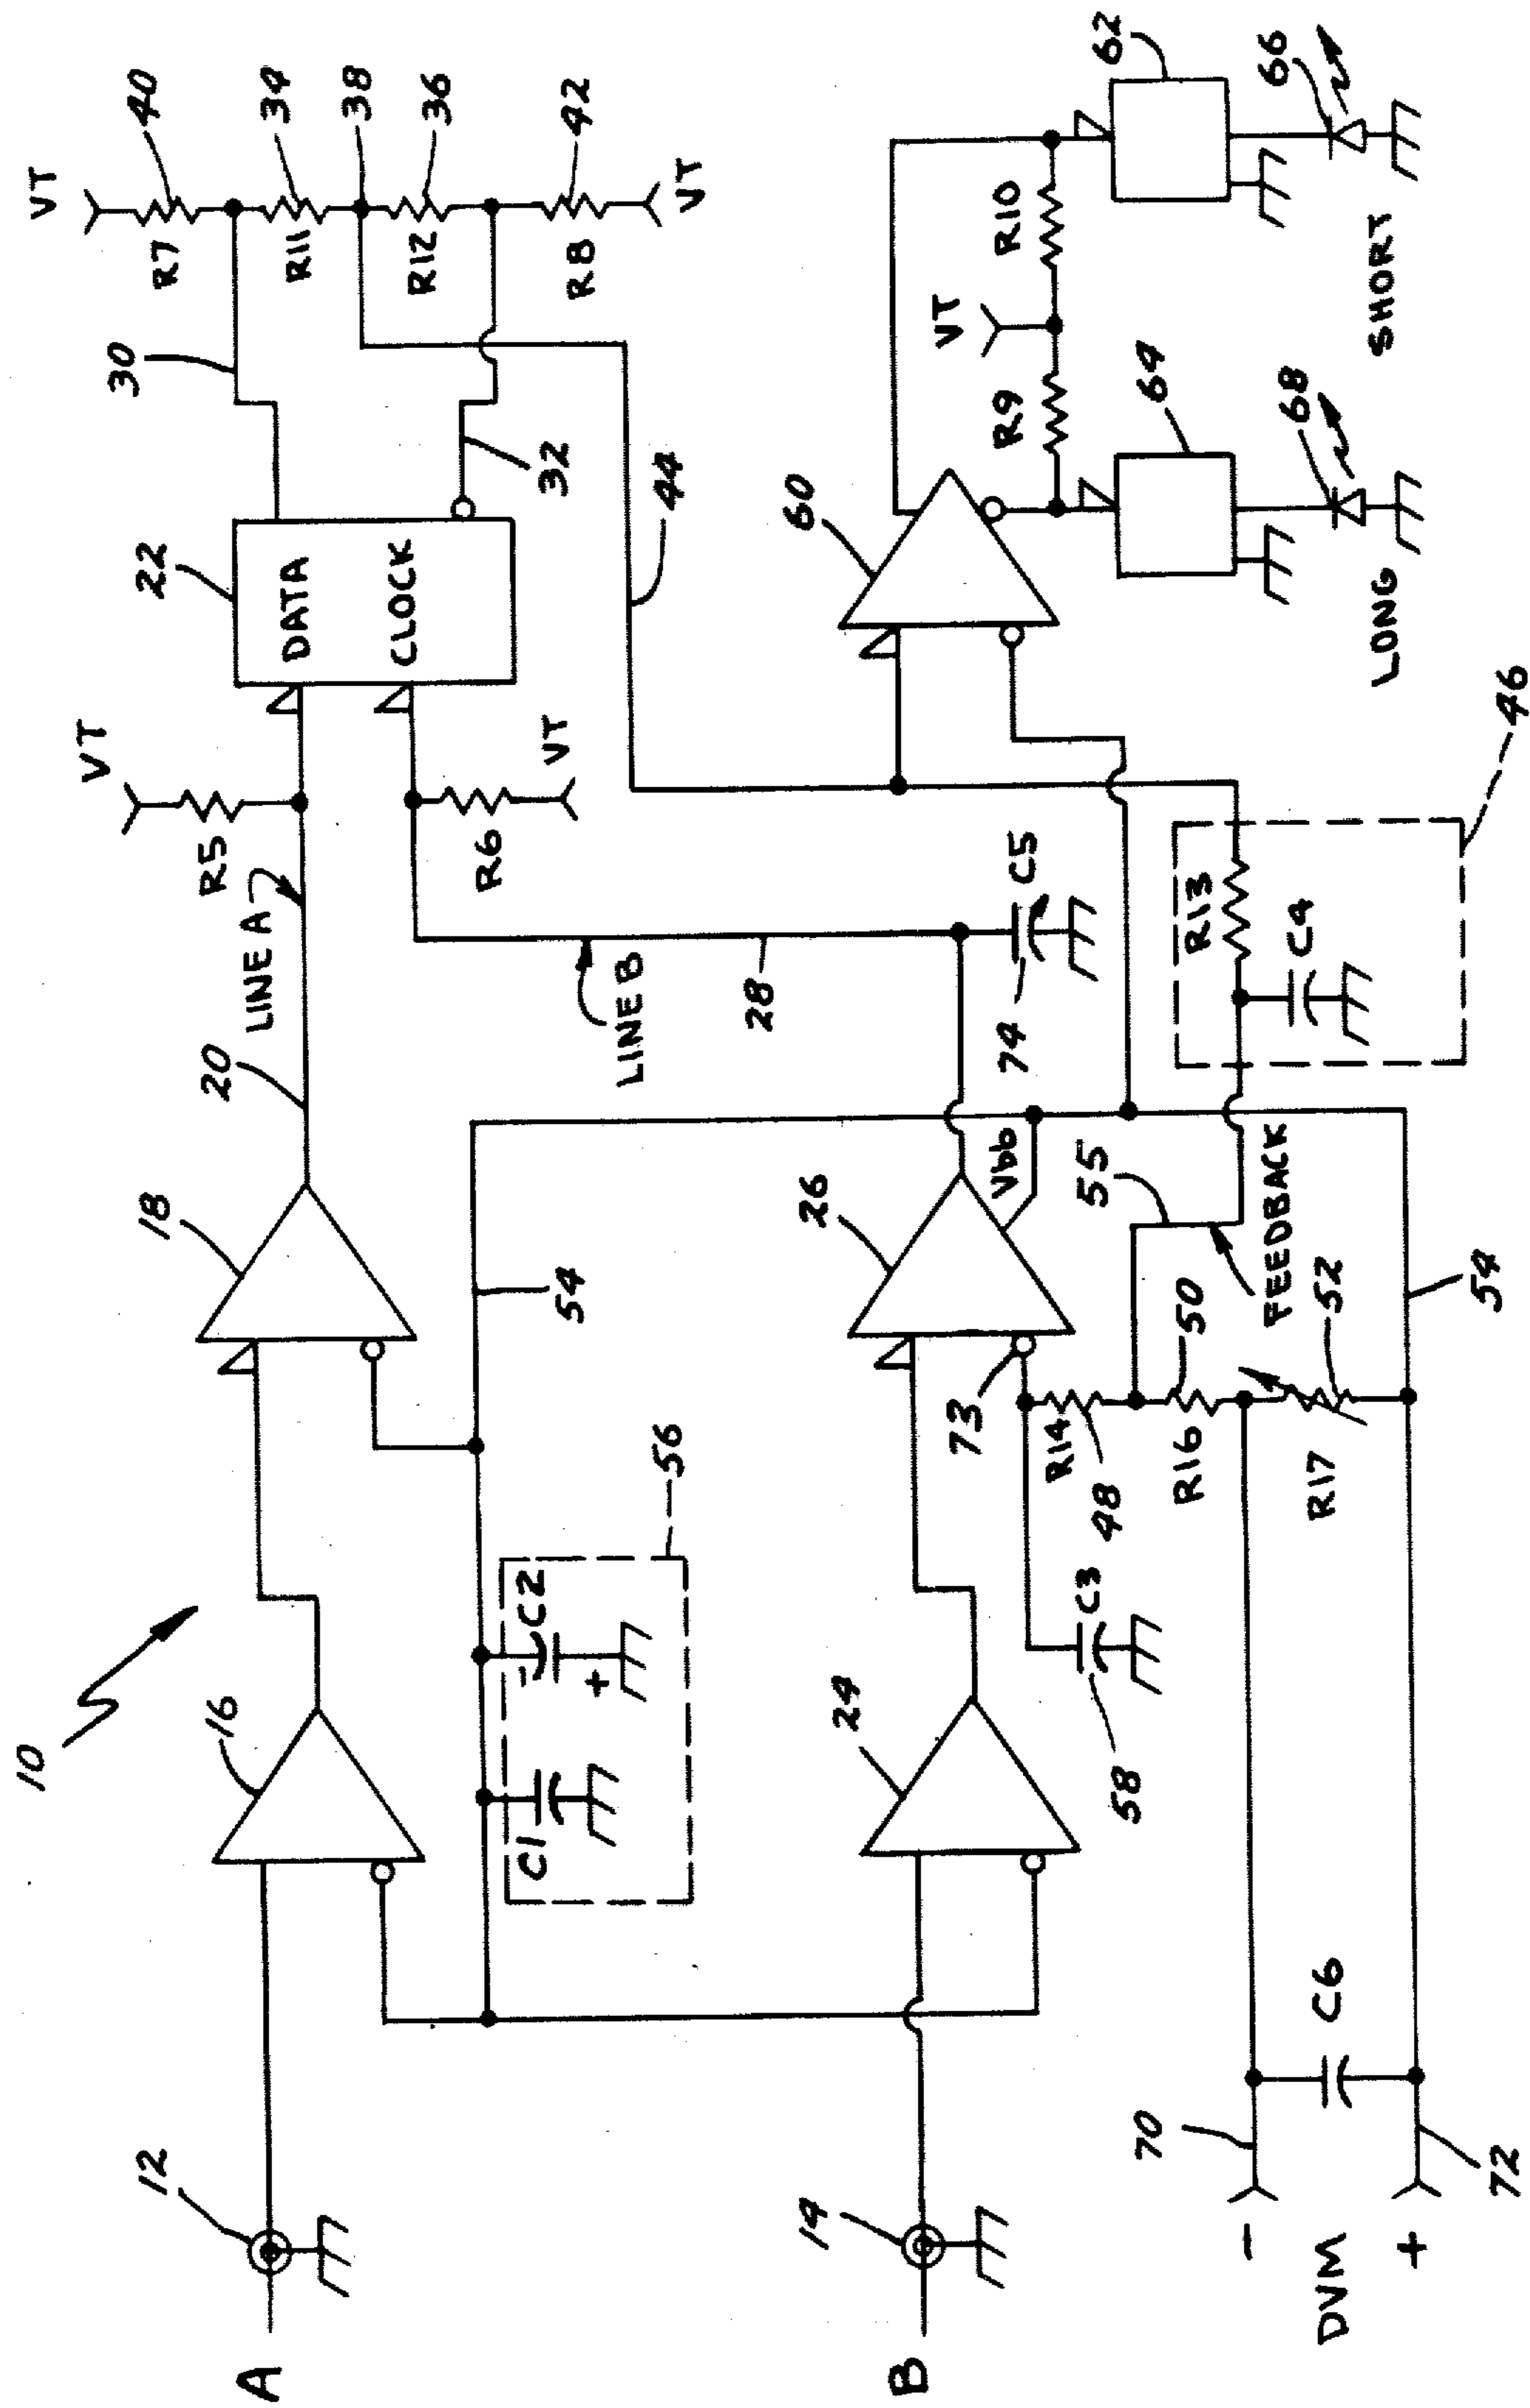 10
A
12
16
18
20
LINE A
R5
VT
22
DATA
CLOCK
30
32
VT
40
R7
34
R11
38
36
R12
42
R8
VT
R6
VT
44
54
C1
C2
-
+
56
LINE B
28
B
14
24
26
Vbb
73
74
C5
60
R9
VT
R10
64
62
68
66
LONG
SHORT
58
C3
R14
48
55
R16
50
FEEDBACK
R17
52
54
R13
C4
46
70
-
DVM
+
72
C6